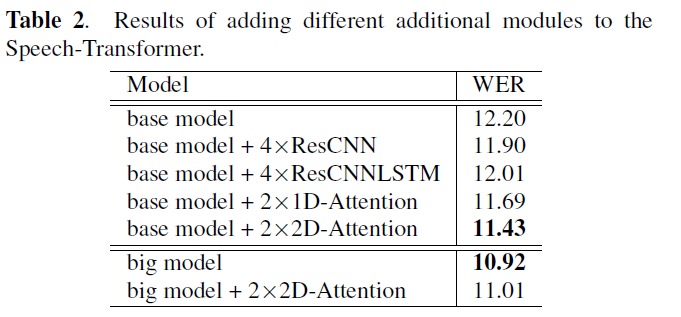 Table 2. Results of adding different additional modules to the
Speech-Transformer.
Model WER
base model 12.20
base model + 4×ResCNN 11.90
base model + 4×ResCNNLSTM 12.01
base model + 2×1D-Attention 11.69
base model + 2×2D-Attention 11.43
big model 10.92
big model + 2×2D-Attention 11.01